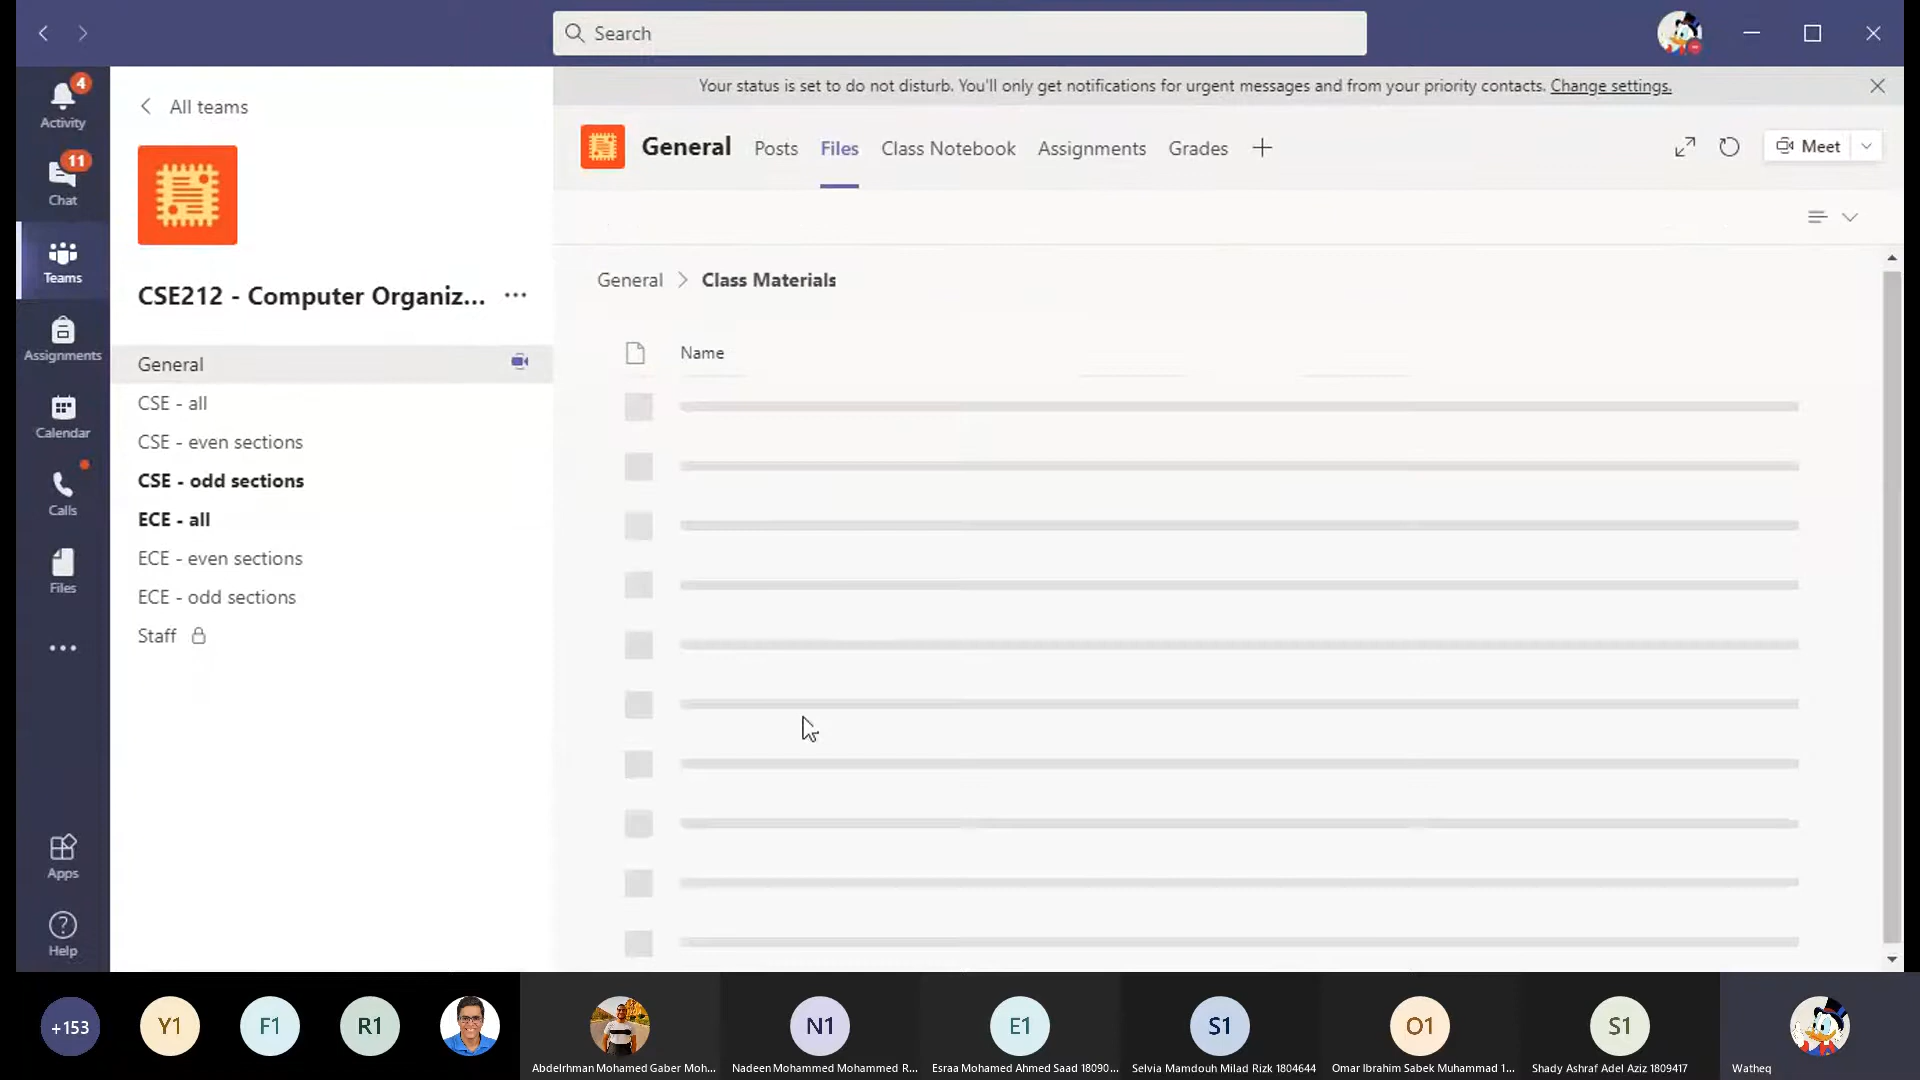 Search
Your status is set to do not disturb. You'll only get notifications for urgent messages and from your priority contacts. Change settings.
4
Activity
11
Chat
Teams
Assignments
Calendar
Calls
Files
Apps
Help
All teams
CSE212 - Computer Organiz...
General
CSE - all
CSE - even sections
CSE - odd sections
ECE - all
ECE - even sections
ECE - odd sections
Staff
General Posts Files Class Notebook Assignments Grades
Meet
General > Class Materials
Name
+153 Y1 F1 R1 N1 E1 S1 O1 S1
Abdelrhman Mohamed Gaber Moh... Nadeen Mohammed Mohammed R... Esraa Mohamed Ahmed Saad 18090... Selvia Mamdouh Milad Rizk 1804644 Omar Ibrahim Sabek Muhammad 1... Shady Ashraf Adel Aziz 1809417 Watheq